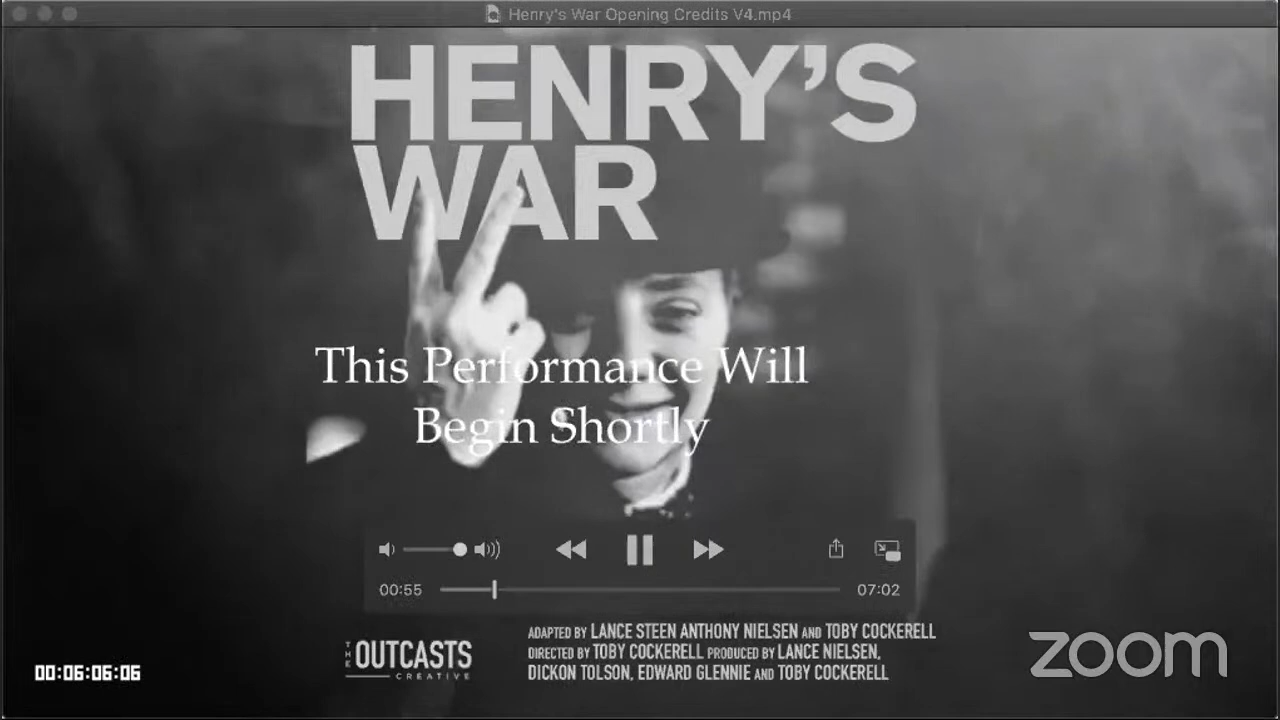 Henry's War Opening Credits V4.mp4
HENRY'S
WAR
This Performance Will
Begin Shortly
00:55
07:02
THE OUTCASTS
CREATIVE
ADAPTED BY LANCE STEEN ANTHONY NIELSEN AND TOBY COCKERELL
DIRECTED BY TOBY COCKERELL PRODUCED BY LANCE NIELSEN,
DICKON TOLSON, EDWARD GLENNIE AND TOBY COCKERELL
00:06:06:06
zoom